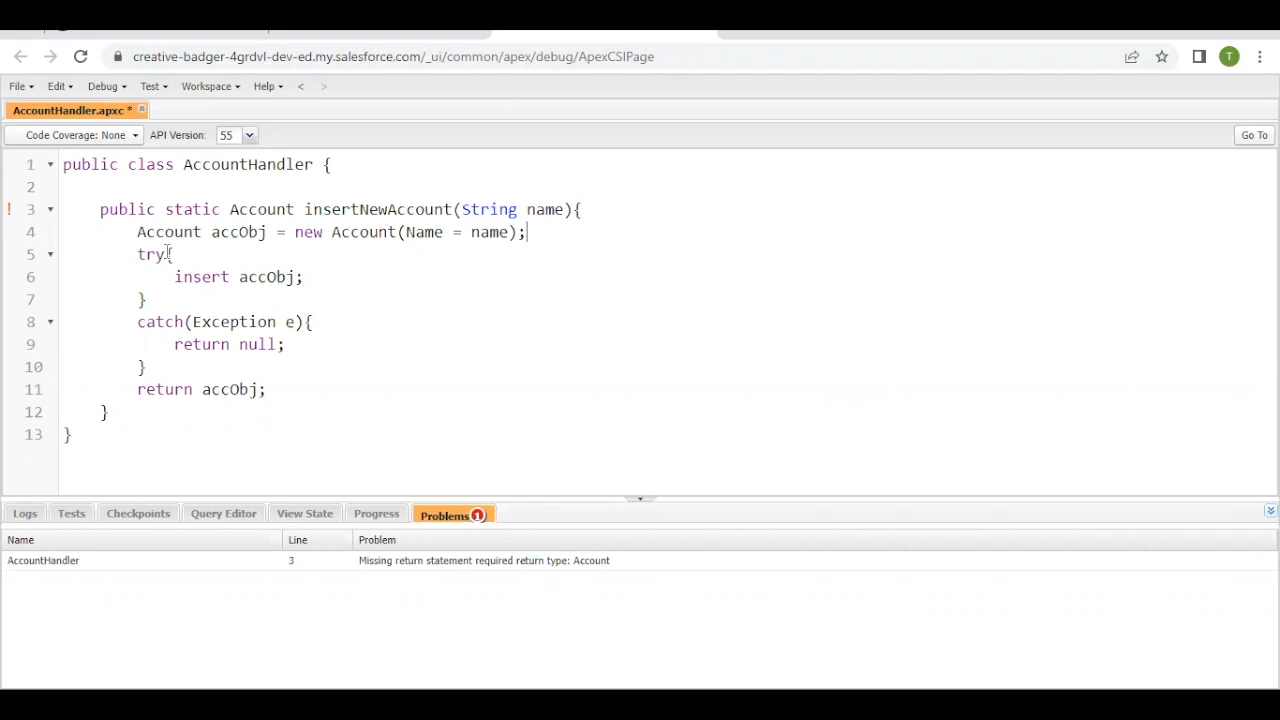 creative-badger-4grdvl-dev-ed.my.salesforce.com/_ui/common/apex/debug/ApexCSIPage T
File Edit Debug Test Workspace Help < >
AccountHandler.apxc *
Code Coverage: None API Version: 55 Go To
1 public class AccountHandler {
2
! 3 public static Account insertNewAccount(String name){
4 Account accObj = new Account(Name = name);
5 try{
6 insert accObj;
7 }
8 catch(Exception e){
9 return null;
10 }
11 return accObj;
12 }
13 }
Logs Tests Checkpoints Query Editor View State Progress Problems 1
Name Line Problem
AccountHandler 3 Missing return statement required return type: Account